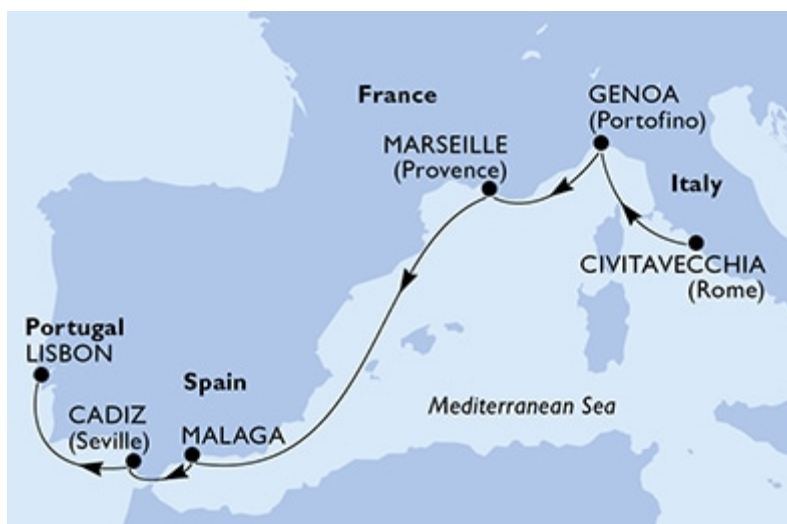 France
GENOA
(Portofino)
MARSEILLE
(Provence)
Italy
CIVITAVECCHIA
(Rome)
Portugal
LISBON
Spain
CADIZ
(Seville)
MALAGA
Mediterranean Sea